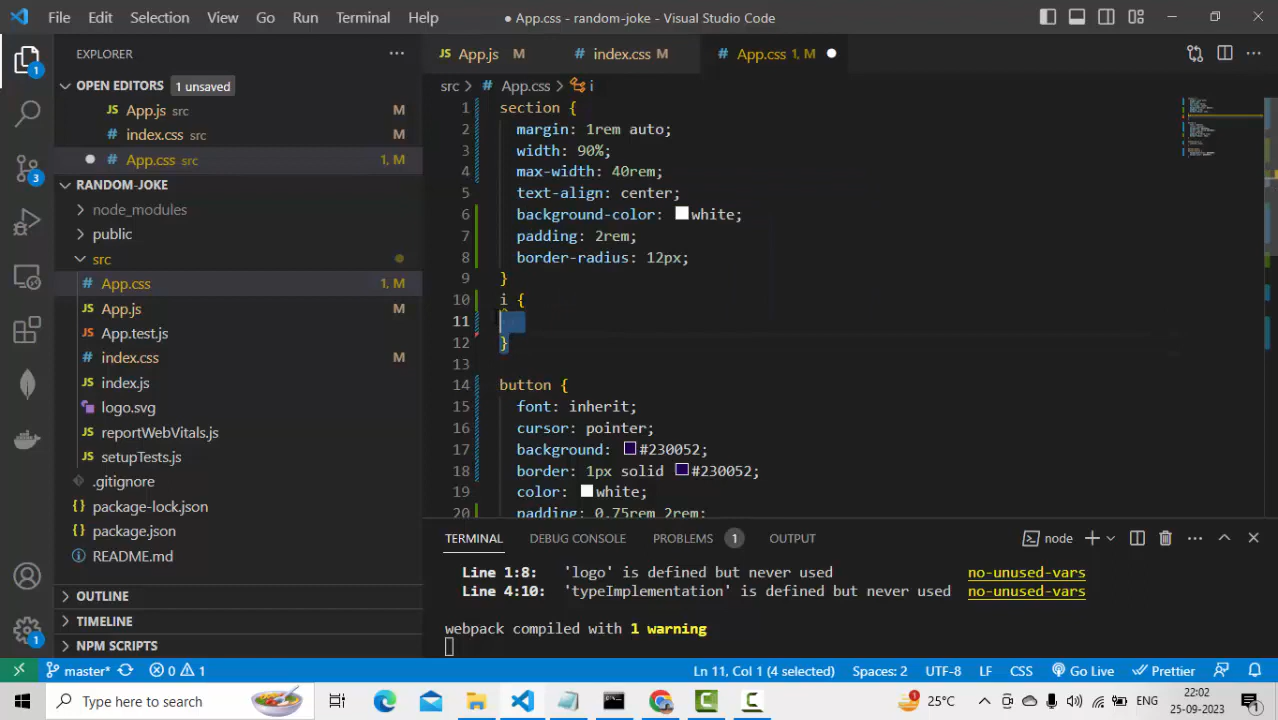 File Edit Selection View Go Run Terminal Help
● App.css - random-joke - Visual Studio Code
EXPLORER
OPEN EDITORS 1 unsaved
App.js src M
index.css src M
App.css src 1, M
RANDOM-JOKE
node_modules
public
src
App.css 1, M
App.js M
App.test.js
index.css M
index.js
logo.svg
reportWebVitals.js
setupTests.js
.gitignore
package-lock.json
package.json
README.md
OUTLINE
TIMELINE
NPM SCRIPTS
1
3
1
App.js M
index.css M
App.css 1, M
src > App.css > i
1 section {
2 margin: 1rem auto;
3 width: 90%;
4 max-width: 40rem;
5 text-align: center;
6 background-color: white;
7 padding: 2rem;
8 border-radius: 12px;
9 }
10 i {
11
12 }
13
14 button {
15 font: inherit;
16 cursor: pointer;
17 background: #230052;
18 border: 1px solid #230052;
19 color: white;
20 padding: 0.75rem 2rem;
TERMINAL DEBUG CONSOLE PROBLEMS 1 OUTPUT
node
Line 1:8: 'logo' is defined but never used no-unused-vars
Line 4:10: 'typeImplementation' is defined but never used no-unused-vars
webpack compiled with 1 warning
master* 0 1
Ln 11, Col 1 (4 selected) Spaces: 2 UTF-8 LF CSS Go Live Prettier
Type here to search
25°C
ENG
22:02
25-09-2023
1